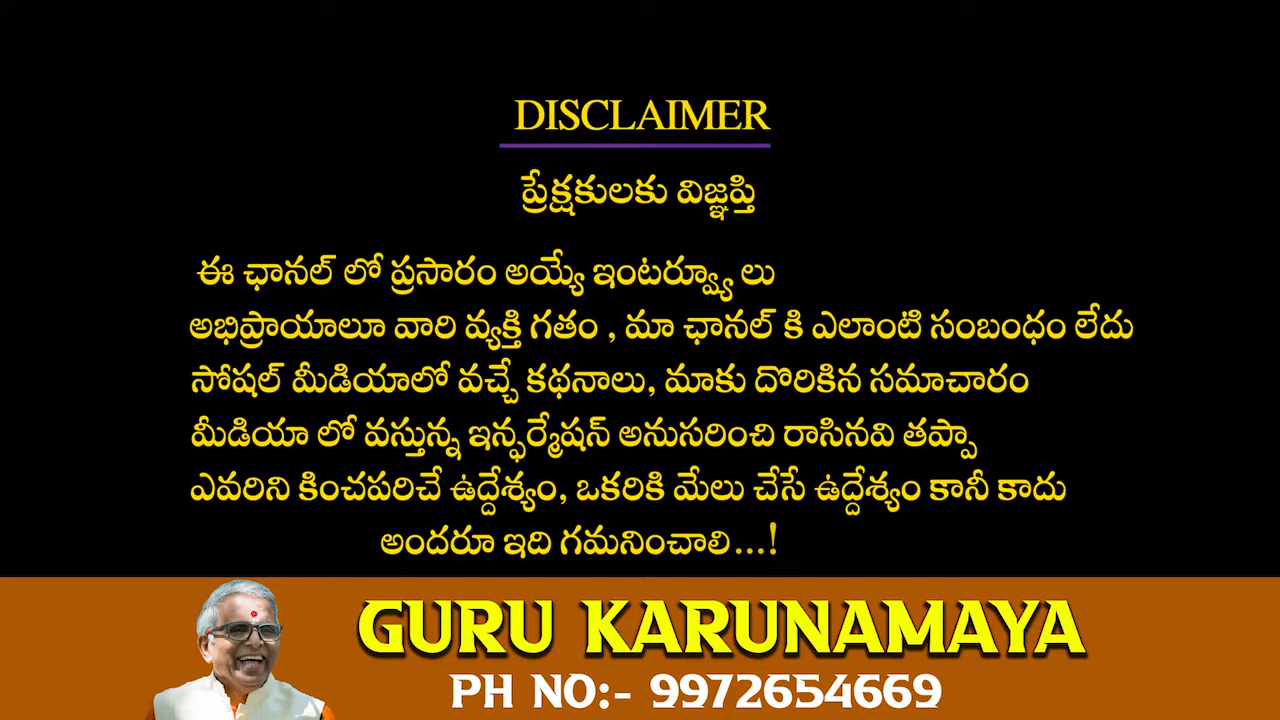 DISCLAIMER
ప్రేక్షకులకు విజ్ఞప్తి
ఈ ఛానల్ లో ప్రసారం అయ్యే ఇంటర్వ్యూ లు
అభిప్రాయాలూ వారి వ్యక్తి గతం , మా ఛానల్ కి ఎలాంటి సంబంధం లేదు
సోషల్ మీడియాలో వచ్చే కథనాలు, మాకు దొరికిన సమాచారం
మీడియా లో వస్తున్న ఇన్ఫర్మేషన్ అనుసరించి రాసినవి తప్పా
ఎవరిని కించపరిచే ఉద్దేశ్యం, ఒకరికి మేలు చేసే ఉద్దేశ్యం కానీ కాదు
అందరూ ఇది గమనించాలి...!
GURU KARUNAMAYA
PH NO:- 9972654669